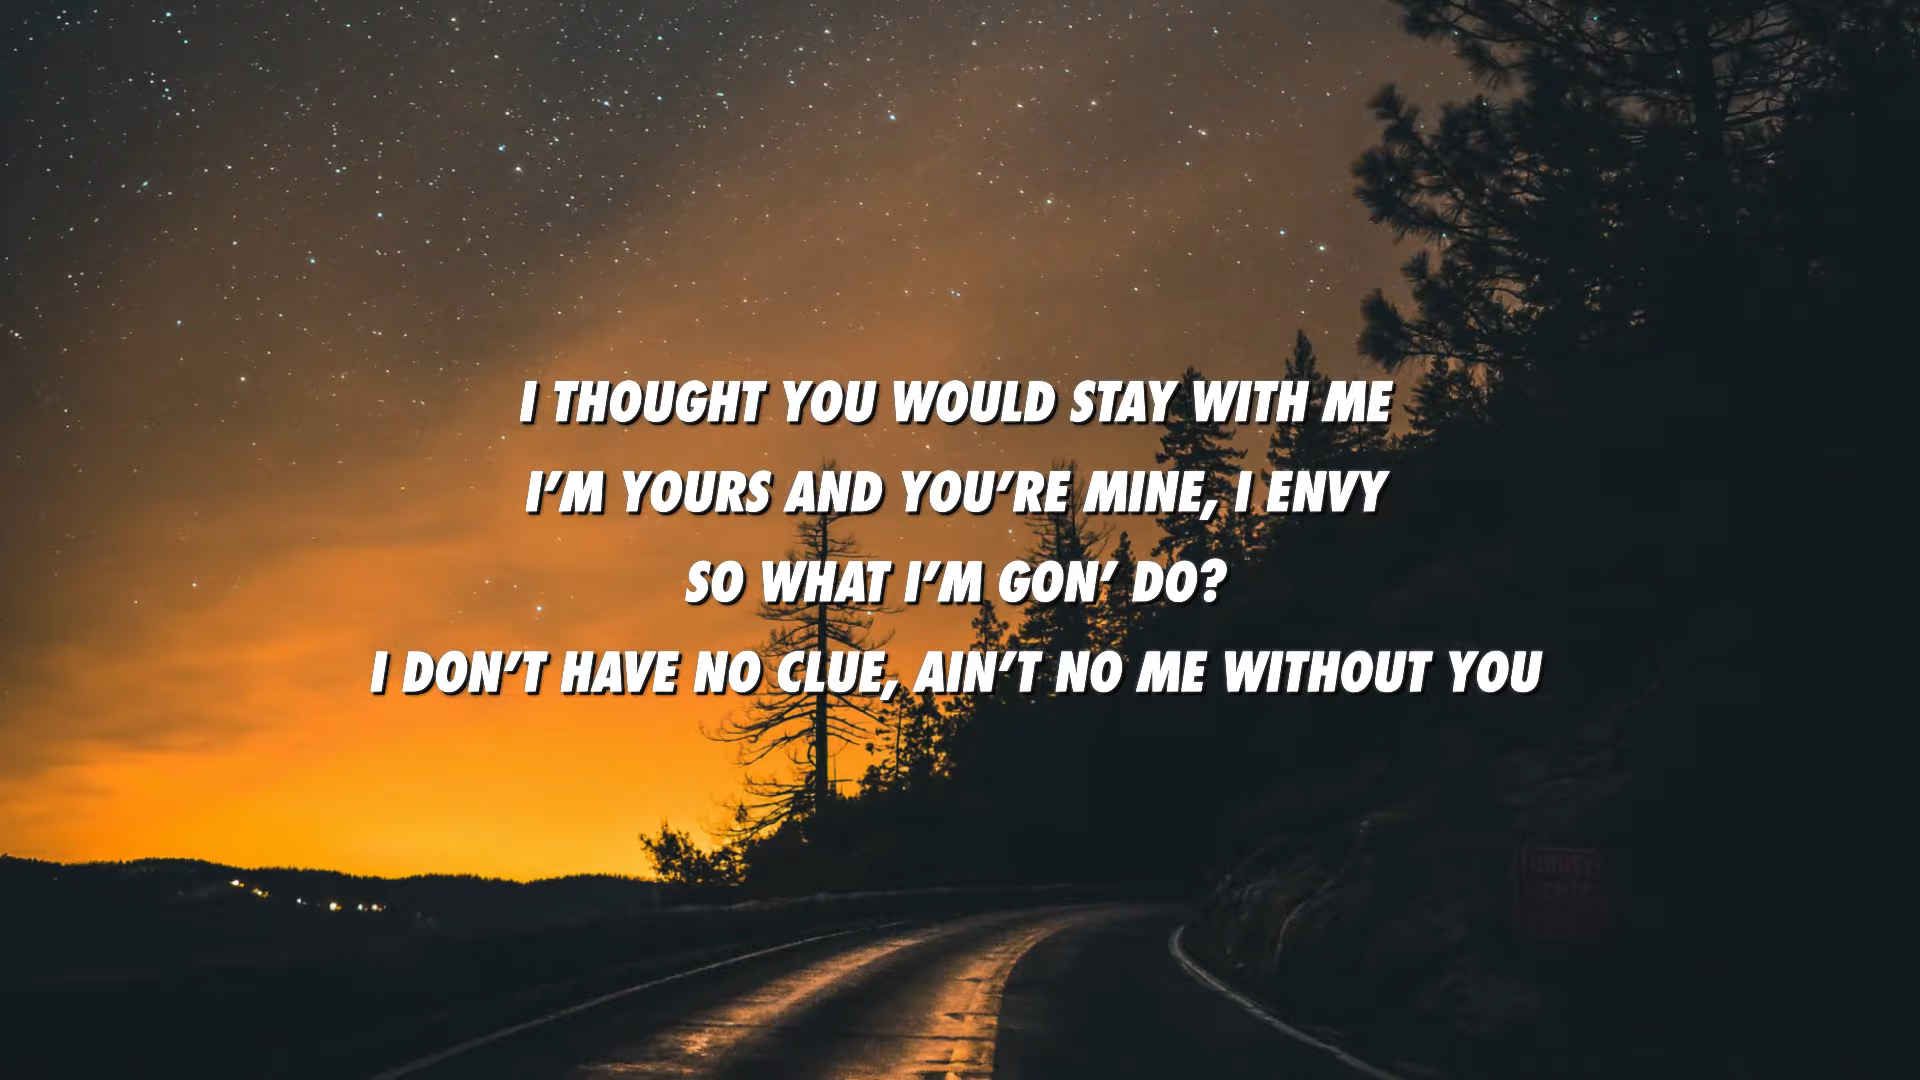 I THOUGHT YOU WOULD STAY WITH ME
I’M YOURS AND YOU’RE MINE, I ENVY
SO WHAT I’M GON’ DO?
I DON’T HAVE NO CLUE, AIN’T NO ME WITHOUT YOU